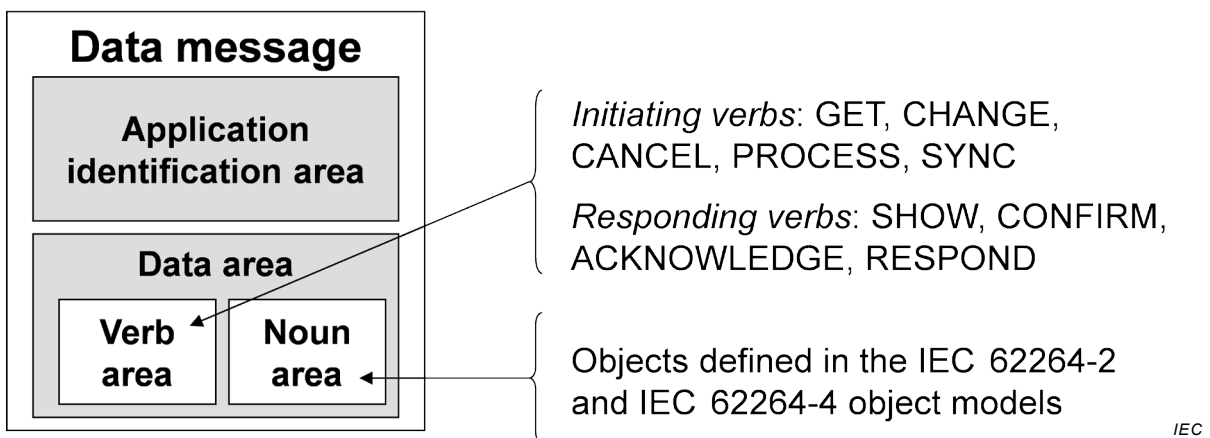 Data message
Application
identification area
Data area
Verb
area
Noun
area
Initiating verbs: GET, CHANGE,
CANCEL, PROCESS, SYNC
Responding verbs: SHOW, CONFIRM,
ACKNOWLEDGE, RESPOND
Objects defined in the IEC 62264-2
and IEC 62264-4 object models
IEC